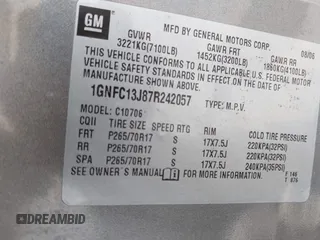 GM
MFD BY GENERAL MOTORS CORP. 08/06
GVWR GAWR FRT GAWR RR
3221KG(7100LB) 1452KG(3200LB) 1860KG(4100LB)
THIS VEHICLE CONFORMS TO ALL APPLICABLE
U.S. FEDERAL MOTOR VEHICLE SAFETY, BUMPER, AND
THEFT PREVENTION STANDARDS IN EFFECT ON THE
DATE OF MANUFACTURE SHOWN ABOVE.
1GNFC13J87R242057 TYPE: M.P.V.
C10706
CQII TIRE SIZE SPEED RTG RIM COLD TIRE PRESSURE
FRT P265/70R17 S 17X7.5J 220KPA(32PSI)
RR P265/70R17 S 17X7.5J 220KPA(32PSI)
SPA P265/70R17 S 17X7.5J 240KPA(35PSI)
SEE OWNER'S MANUAL FOR MORE INFORMATION.
DREAMBID